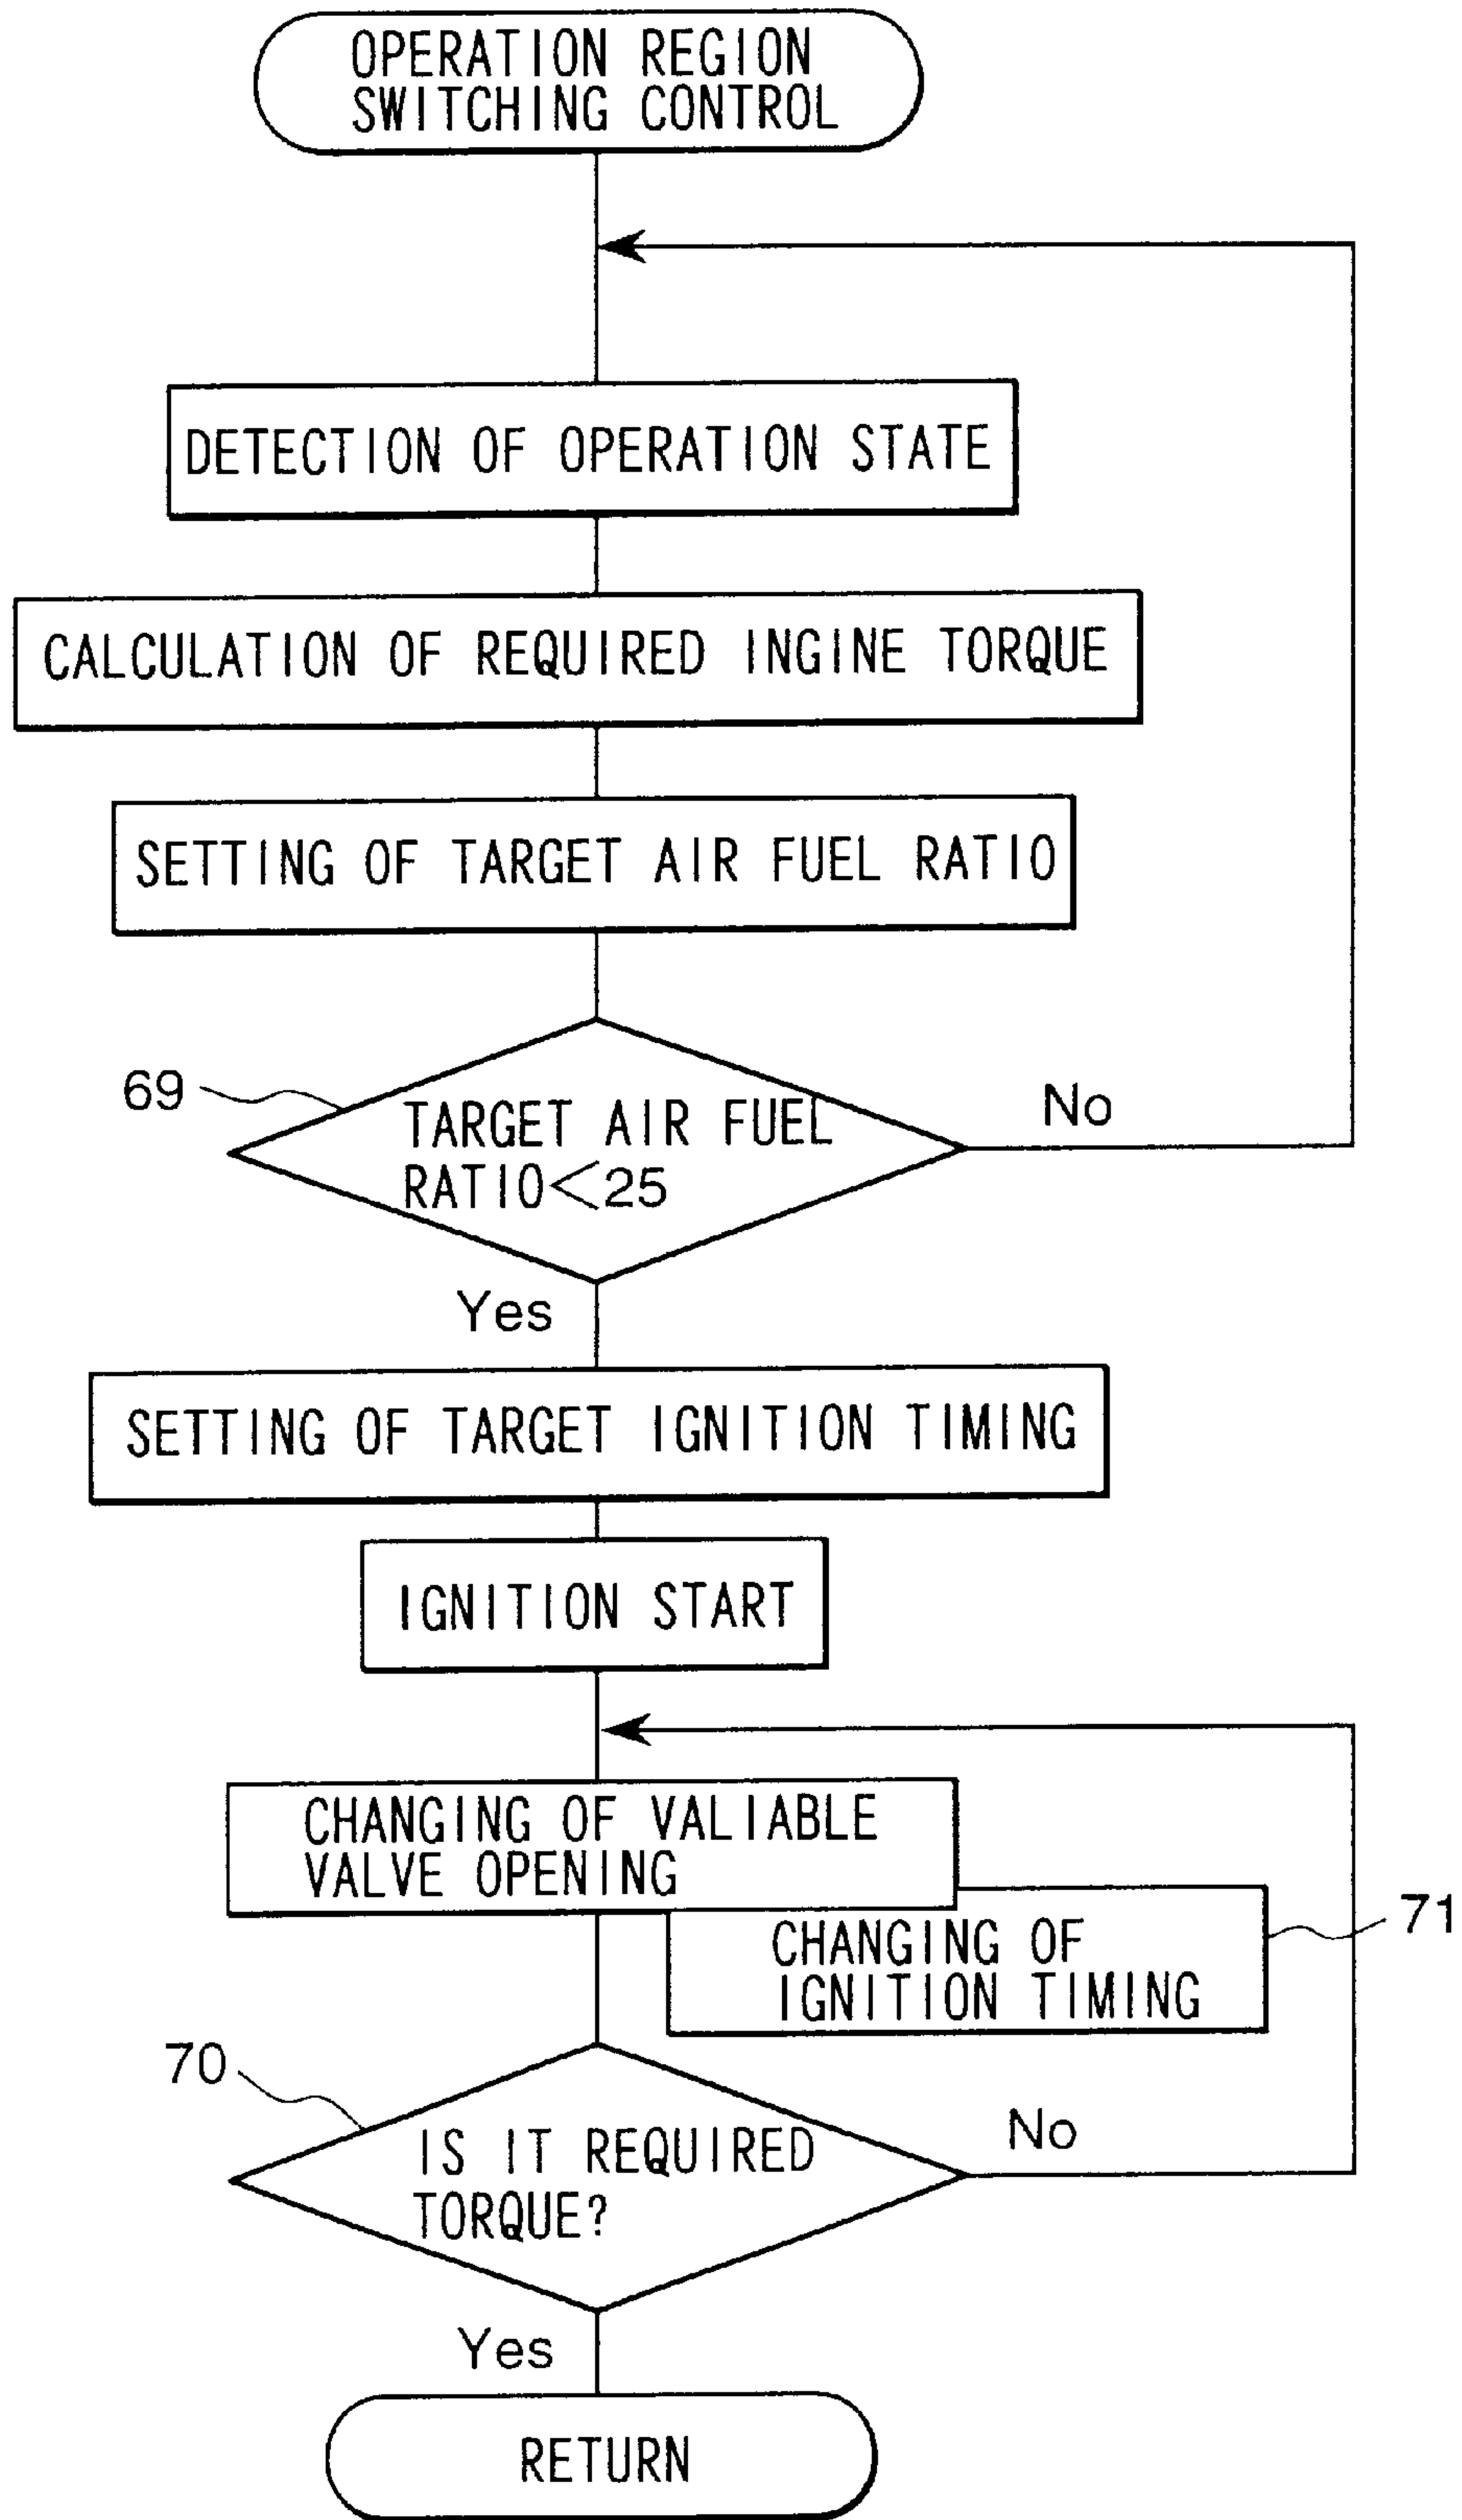 OPERATION REGION
SWITCHING CONTROL
DETECTION OF OPERATION STATE
CALCULATION OF REQUIRED INGINE TORQUE
SETTING OF TARGET AIR FUEL RATIO
69
TARGET AIR FUEL
RATIO<25
No
Yes
SETTING OF TARGET IGNITION TIMING
IGNITION START
CHANGING OF VALIABLE
VALVE OPENING
CHANGING OF
IGNITION TIMING
71
70
IS IT REQUIRED
TORQUE?
No
Yes
RETURN